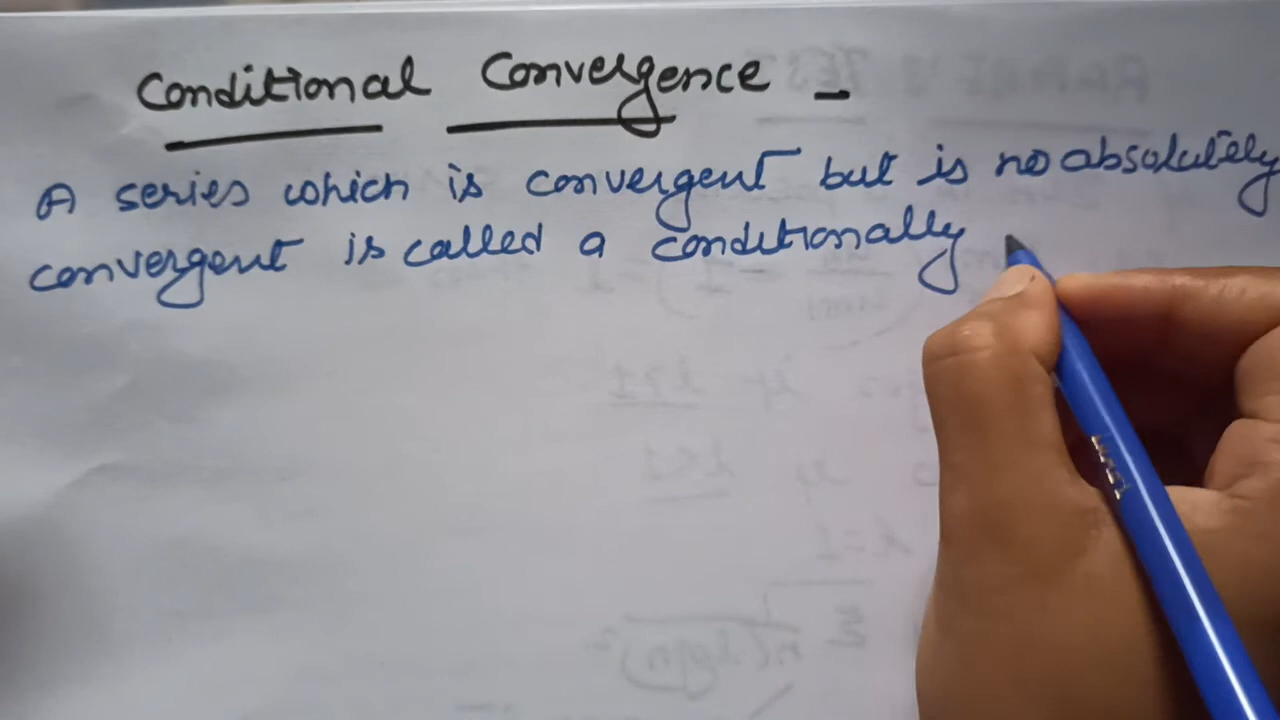 Conditional Convergence -
A series which is convergent but is no absolutely
convergent is called a conditionally